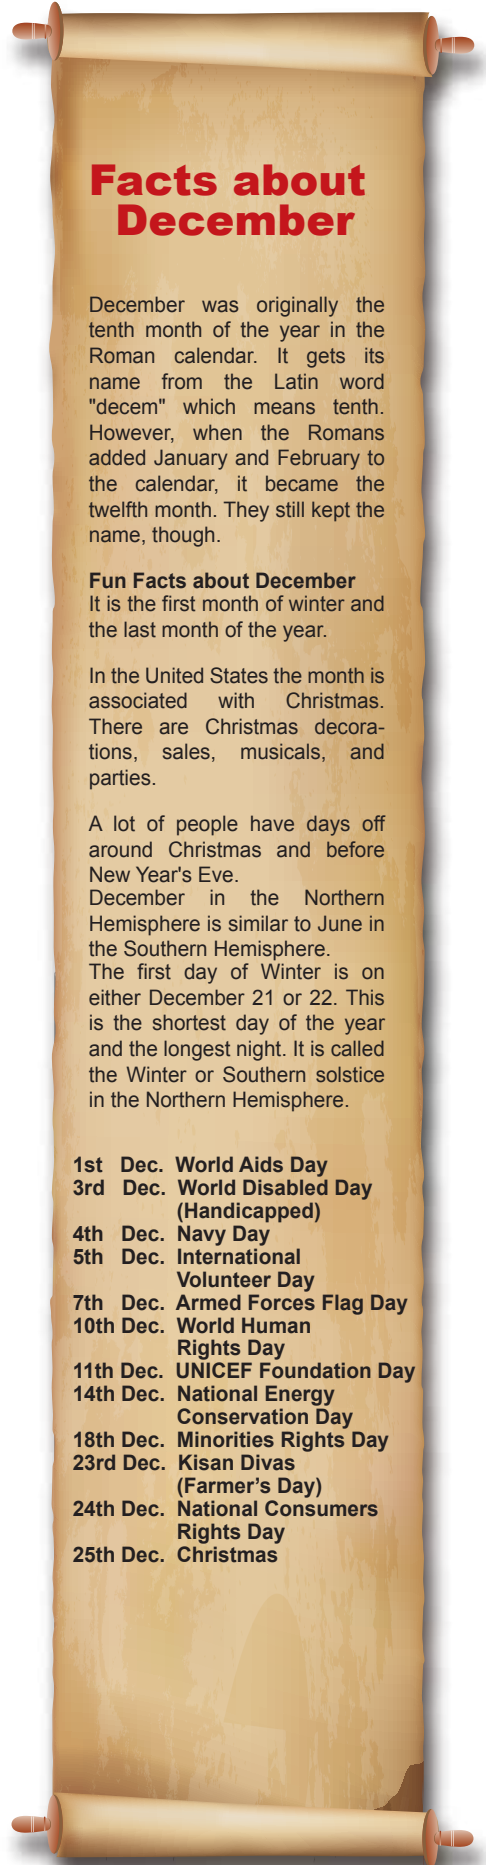 Facts about
December
December was originally the
tenth month of the year in the
Roman calendar. It gets its
name from the Latin word
"decem" which means tenth.
However, when the Romans
added January and February to
the calendar, it became the
twelfth month. They still kept the
name, though.
Fun Facts about December
It is the first month of winter and
the last month of the year.
In the United States the month is
associated with Christmas.
There are Christmas decora-
tions, sales, musicals, and
parties.
A lot of people have days off
around Christmas and before
New Year's Eve.
December in the Northern
Hemisphere is similar to June in
the Southern Hemisphere.
The first day of Winter is on
either December 21 or 22. This
is the shortest day of the year
and the longest night. It is called
the Winter or Southern solstice
in the Northern Hemisphere.
1st Dec. World Aids Day
3rd Dec. World Disabled Day
(Handicapped)
4th Dec. Navy Day
5th Dec. International
Volunteer Day
7th Dec. Armed Forces Flag Day
10th Dec. World Human
Rights Day
11th Dec. UNICEF Foundation Day
14th Dec. National Energy
Conservation Day
18th Dec. Minorities Rights Day
23rd Dec. Kisan Divas
(Farmer’s Day)
24th Dec. National Consumers
Rights Day
25th Dec. Christmas